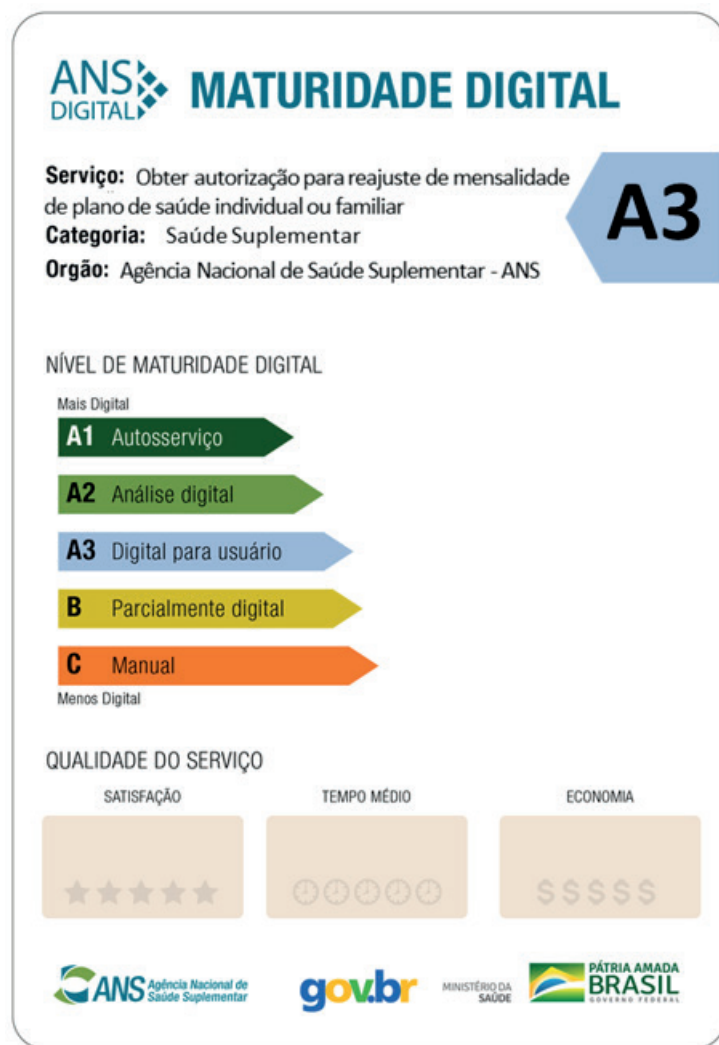 ANS
DIGITAL
MATURIDADE DIGITAL
Serviço: Obter autorização para reajuste de mensalidade
de plano de saúde individual ou familiar
A3
Categoria: Saúde Suplementar
Orgão: Agência Nacional de Saúde Suplementar - ANS
NÍVEL DE MATURIDADE DIGITAL
Mais Digital
A1 Autosserviço
A2 Análise digital
A3 Digital para usuário
B Parcialmente digital
C Manual
Menos Digital
QUALIDADE DO SERVIÇO
SATISFAÇÃO TEMPO MÉDIO ECONOMIA
$$$$$
ANS Agência Nacional de
Saúde Suplementar
gov.br
MINISTÉRIO DA
SAÚDE
PÁTRIA AMADA
BRASIL
GOVERNO FEDERAL